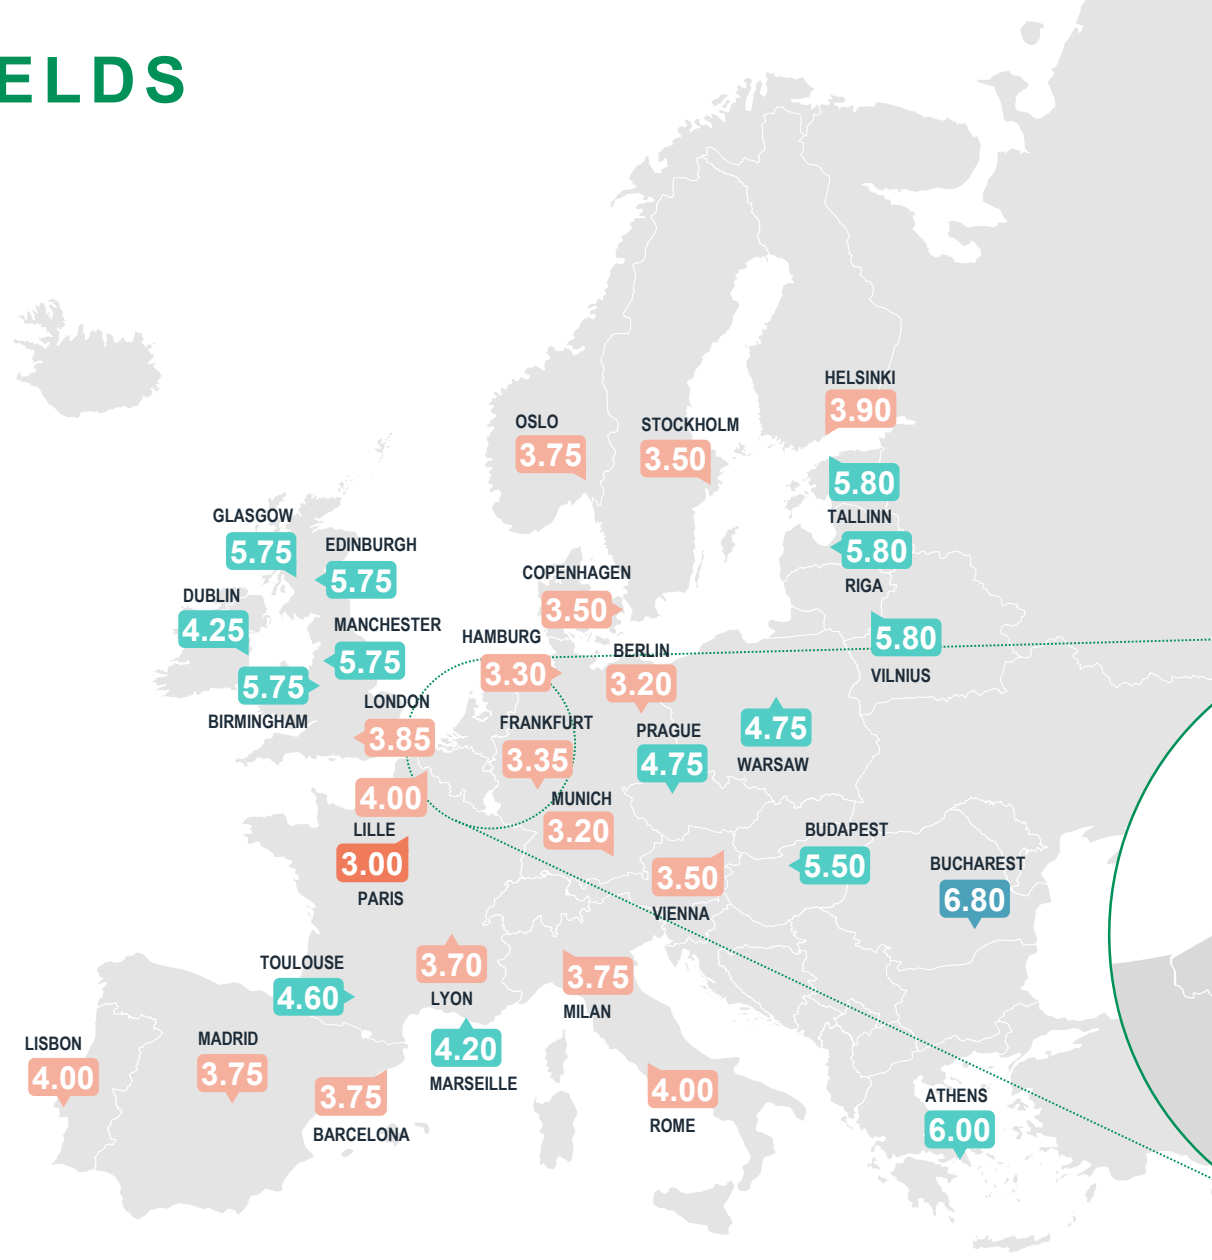 ELDS
HELSINKI
3.90
OSLO
3.75
STOCKHOLM
3.50
5.80
TALLINN
GLASGOW
5.75
EDINBURGH
5.75
5.80
RIGA
COPENHAGEN
3.50
DUBLIN
4.25
MANCHESTER
5.75
HAMBURG
3.30
BERLIN
3.20
5.80
VILNIUS
5.75
BIRMINGHAM
LONDON
3.85
FRANKFURT
3.35
PRAGUE
4.75
4.75
WARSAW
4.00
LILLE
MUNICH
3.20
3.00
PARIS
BUDAPEST
5.50
BUCHAREST
6.80
3.50
VIENNA
TOULOUSE
4.60
3.70
LYON
3.75
MILAN
LISBON
4.00
MADRID
3.75
4.20
MARSEILLE
3.75
BARCELONA
4.00
ROME
ATHENS
6.00